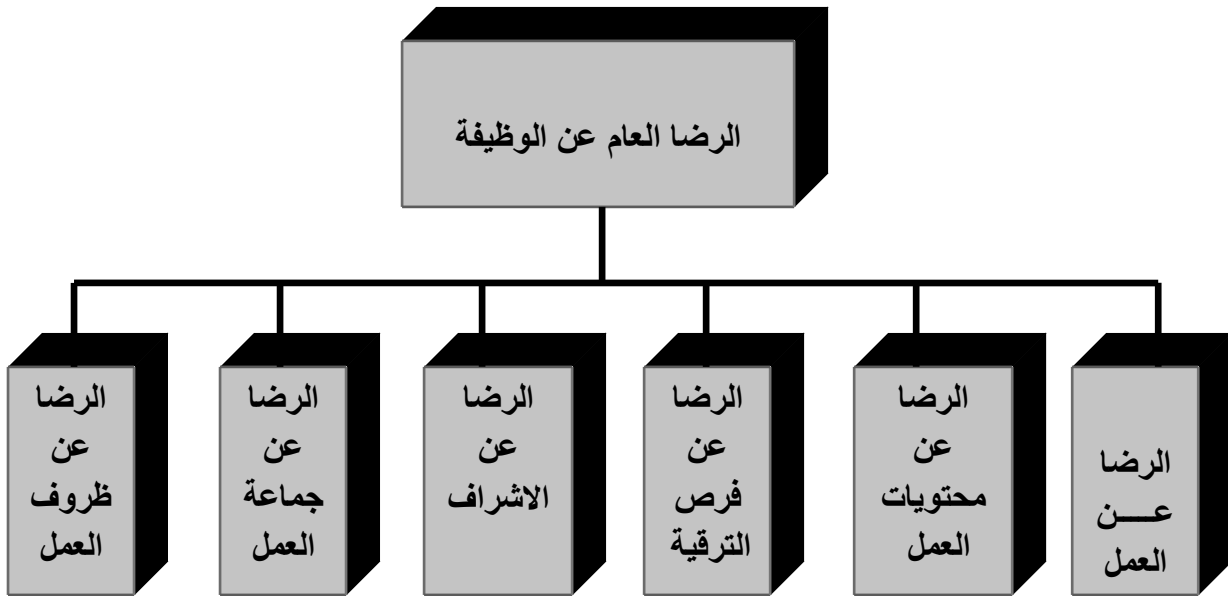 الرضا العام عن الوظيفة
الرضا
عــــن
العمل
الرضا
عن
محتويات
العمل
الرضا
عن
فرص
الترقية
الرضا
عن
الاشراف
الرضا
عن
جماعة
العمل
الرضا
عن
ظروف
العمل